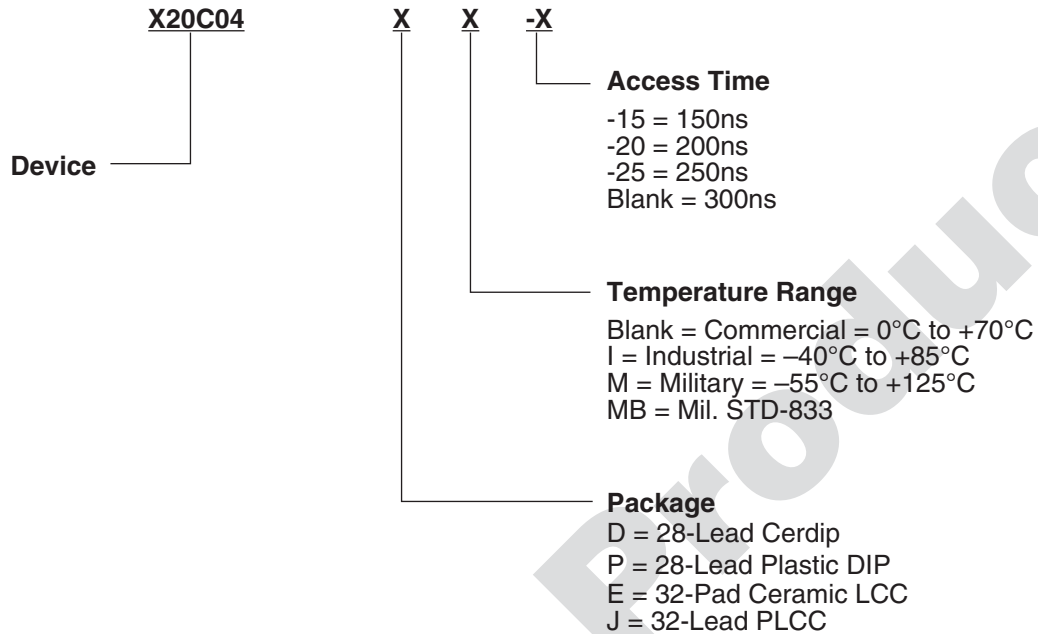 X20C04 X X -X
Device
Access Time
-15 = 150ns
-20 = 200ns
-25 = 250ns
Blank = 300ns
Temperature Range
Blank = Commercial = 0°C to +70°C
I = Industrial = –40°C to +85°C
M = Military = –55°C to +125°C
MB = Mil. STD-833
Package
D = 28-Lead Cerdip
P = 28-Lead Plastic DIP
E = 32-Pad Ceramic LCC
J = 32-Lead PLCC
Produc